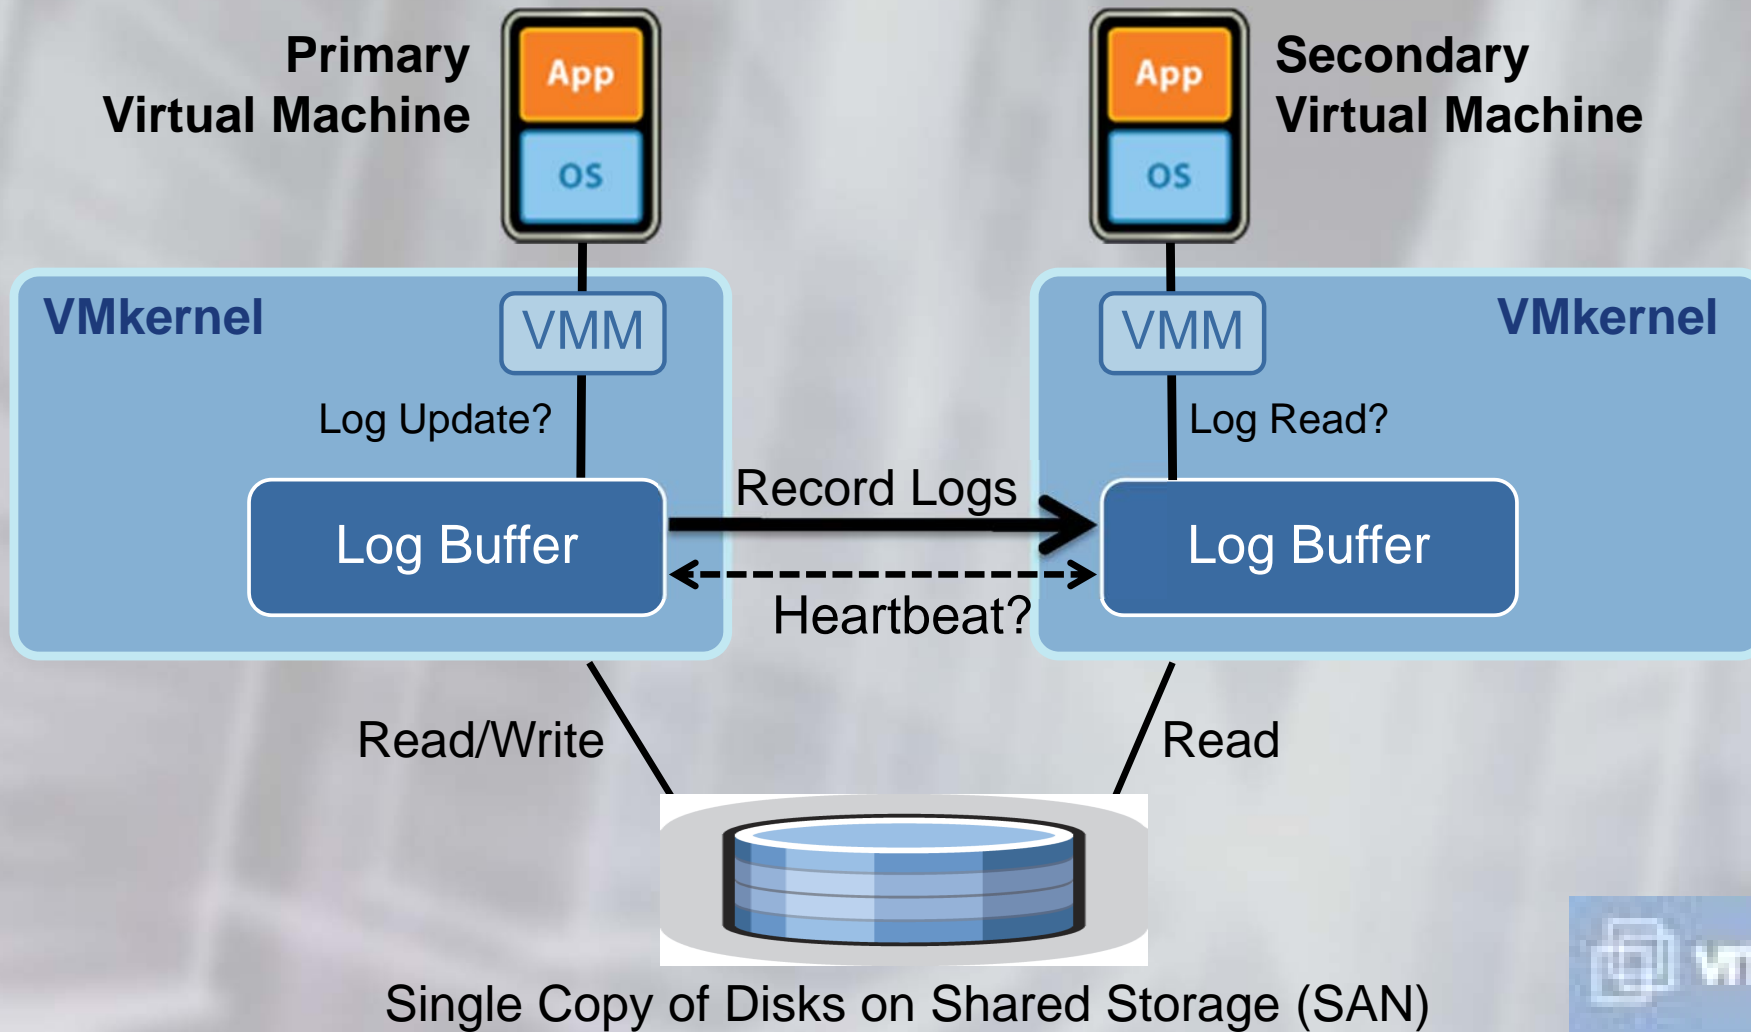 Primary
Virtual Machine
App
OS
App
OS
Secondary
Virtual Machine
VMkernel
VMM
VMM
VMkernel
Log Update?
Log Read?
Record Logs
Log Buffer
Log Buffer
Heartbeat?
Read/Write
Read
Single Copy of Disks on Shared Storage (SAN)